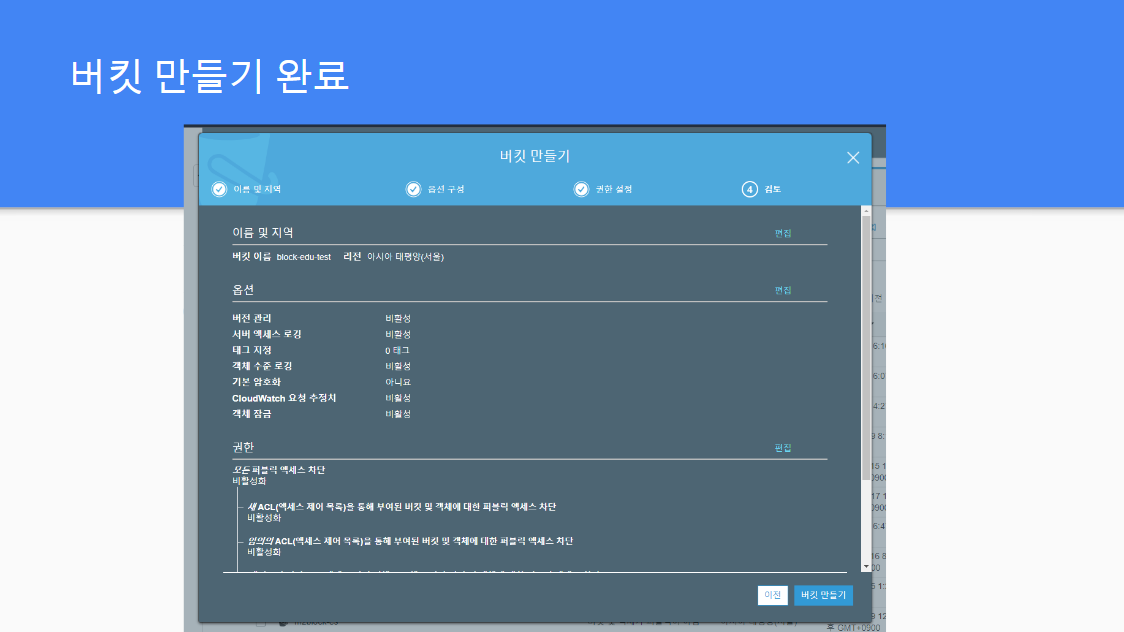 버킷 만들기 완료
버킷 만들기
이름 및 지역
옵션 구성
권한 설정
4 검토
이름 및 지역 편집
버킷 이름 block-edu-test 리전 아시아 태평양(서울)
옵션 편집
버전 관리 비활성
서버 액세스 로깅 비활성
태그 지정 0 태그
객체 수준 로깅 비활성
기본 암호화 아니요
CloudWatch 요청 수정치 비활성
객체 잠금 비활성
권한 편집
모든 퍼블릭 액세스 차단
비활성화
새 ACL(액세스 제어 목록)을 통해 부여된 버킷 및 객체에 대한 퍼블릭 액세스 차단
비활성화
임의의 ACL(액세스 제어 목록)을 통해 부여된 버킷 및 객체에 대한 퍼블릭 액세스 차단
비활성화
이전 버킷 만들기
후 GMT+0900